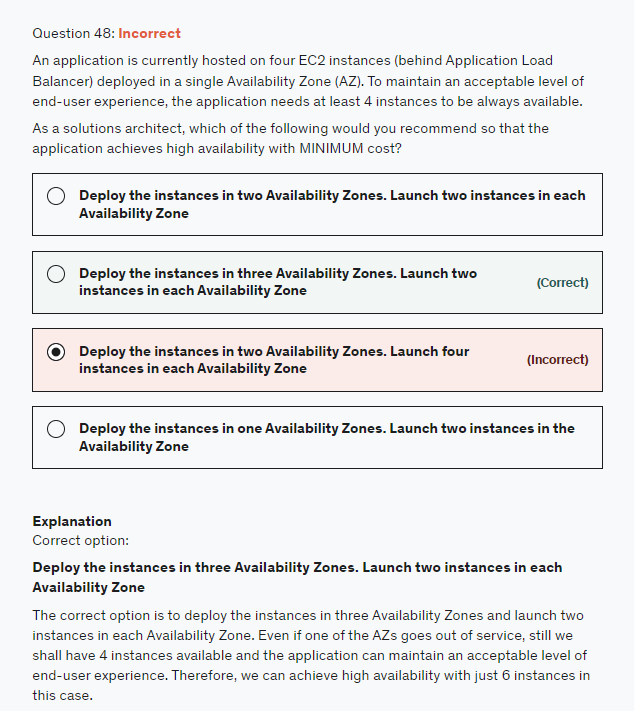 Question 48: Incorrect
An application is currently hosted on four EC2 instances (behind Application Load
Balancer) deployed in a single Availability Zone (AZ). To maintain an acceptable level of
end-user experience, the application needs at least 4 instances to be always available.
As a solutions architect, which of the following would you recommend so that the
application achieves high availability with MINIMUM cost?
Deploy the instances in two Availability Zones. Launch two instances in each
Availability Zone
Deploy the instances in three Availability Zones. Launch two
instances in each Availability Zone
(Correct)
Deploy the instances in two Availability Zones. Launch four
instances in each Availability Zone
(Incorrect)
Deploy the instances in one Availability Zones. Launch two instances in the
Availability Zone
Explanation
Correct option:
Deploy the instances in three Availability Zones. Launch two instances in each
Availability Zone
The correct option is to deploy the instances in three Availability Zones and launch two
instances in each Availability Zone. Even if one of the AZs goes out of service, still we
shall have 4 instances available and the application can maintain an acceptable level of
end-user experience. Therefore, we can achieve high availability with just 6 instances in
this case.